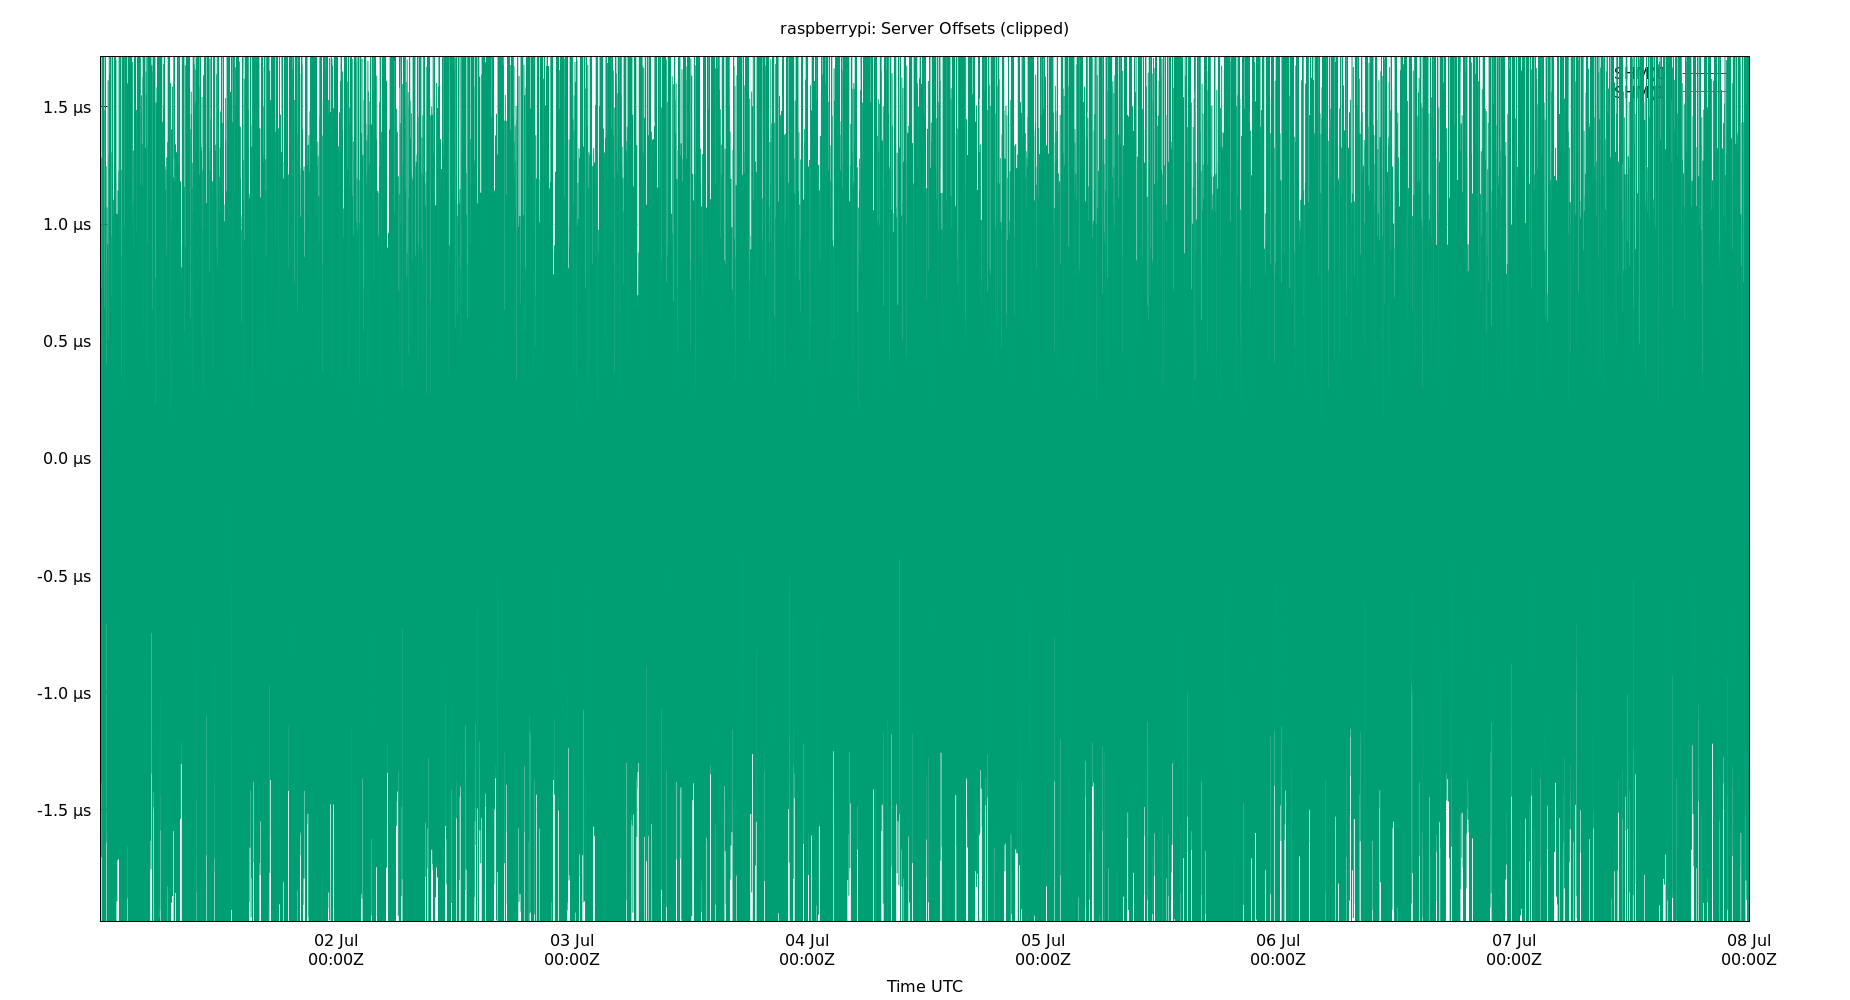 raspberrypi: Server Offsets (clipped)
1.5 µs
1.0 µs
0.5 µs
0.0 µs
-0.5 µs
-1.0 µs
-1.5 µs
02 Jul
00:00Z
03 Jul
00:00Z
04 Jul
00:00Z
05 Jul
00:00Z
06 Jul
00:00Z
07 Jul
00:00Z
08 Jul
00:00Z
Time UTC